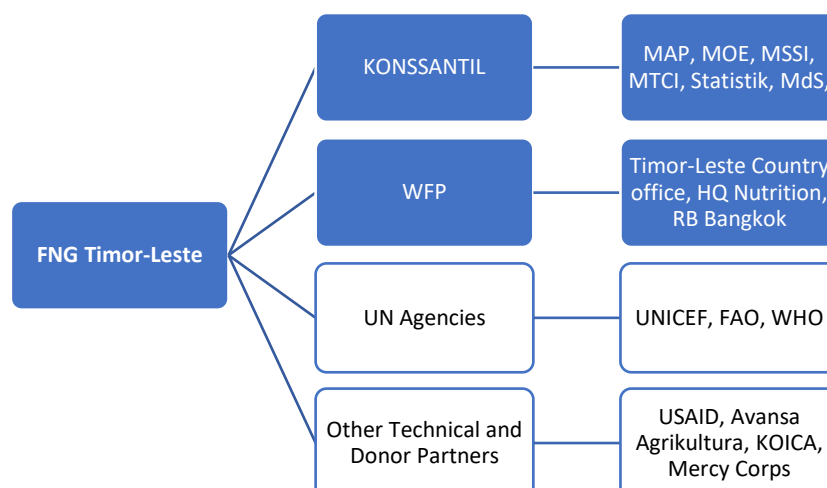 KONSSANTIL
MAP, MOE, MSSI,
MTCI, Statistik, MdS,
WFP
Timor-Leste Country
office, HQ Nutrition,
RB Bangkok
FNG Timor-Leste
UN Agencies
UNICEF, FAO, WHO
Other Technical and
Donor Partners
USAID, Avansa
Agrikultura, KOICA,
Mercy Corps